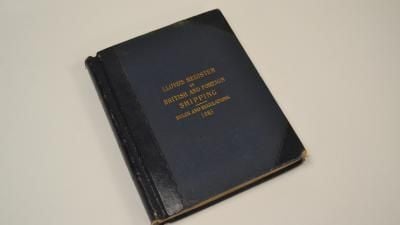 LLOYD'S REGISTER
OF
BRITISH AND FOREIGN
SHIPPING
RULES AND REGULATIONS